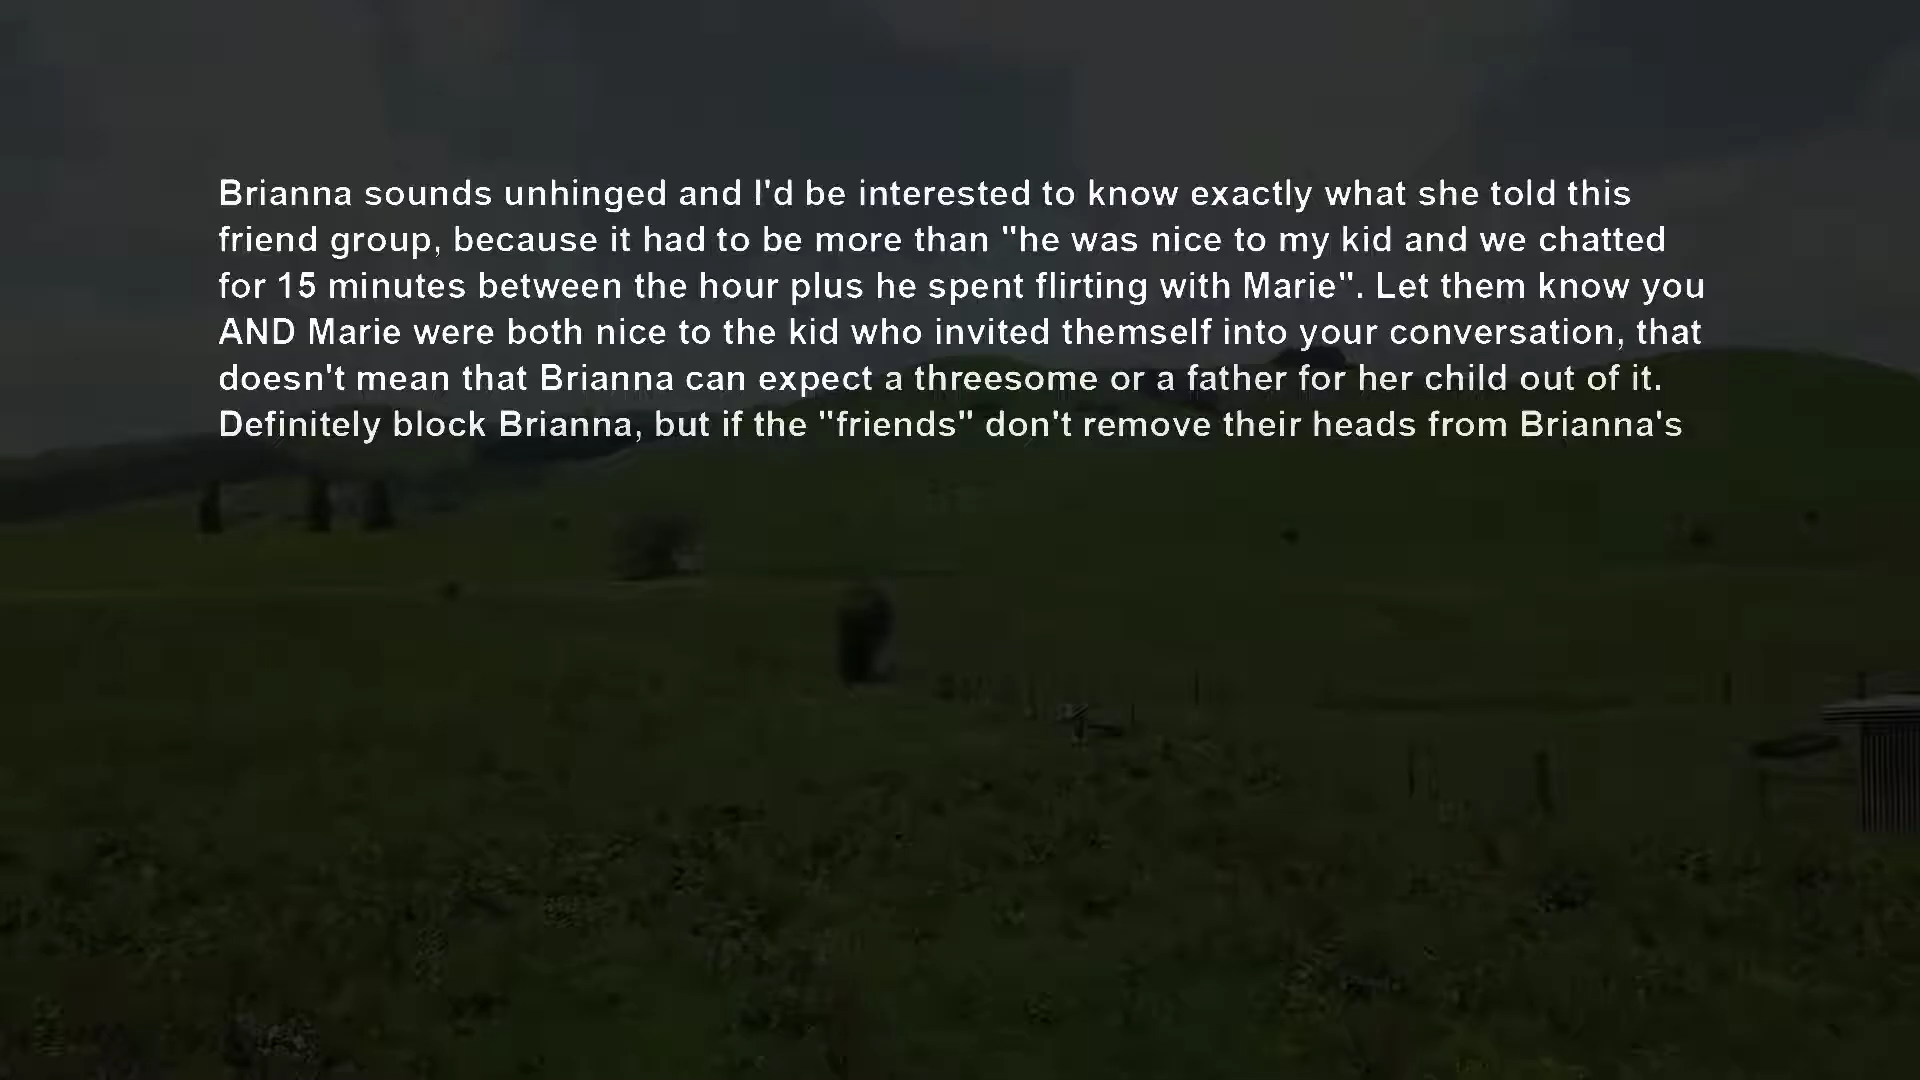 Brianna sounds unhinged and I'd be interested to know exactly what she told this
friend group, because it had to be more than "he was nice to my kid and we chatted
for 15 minutes between the hour plus he spent flirting with Marie". Let them know you
AND Marie were both nice to the kid who invited themself into your conversation, that
doesn't mean that Brianna can expect a threesome or a father for her child out of it.
Definitely block Brianna, but if the "friends" don't remove their heads from Brianna's